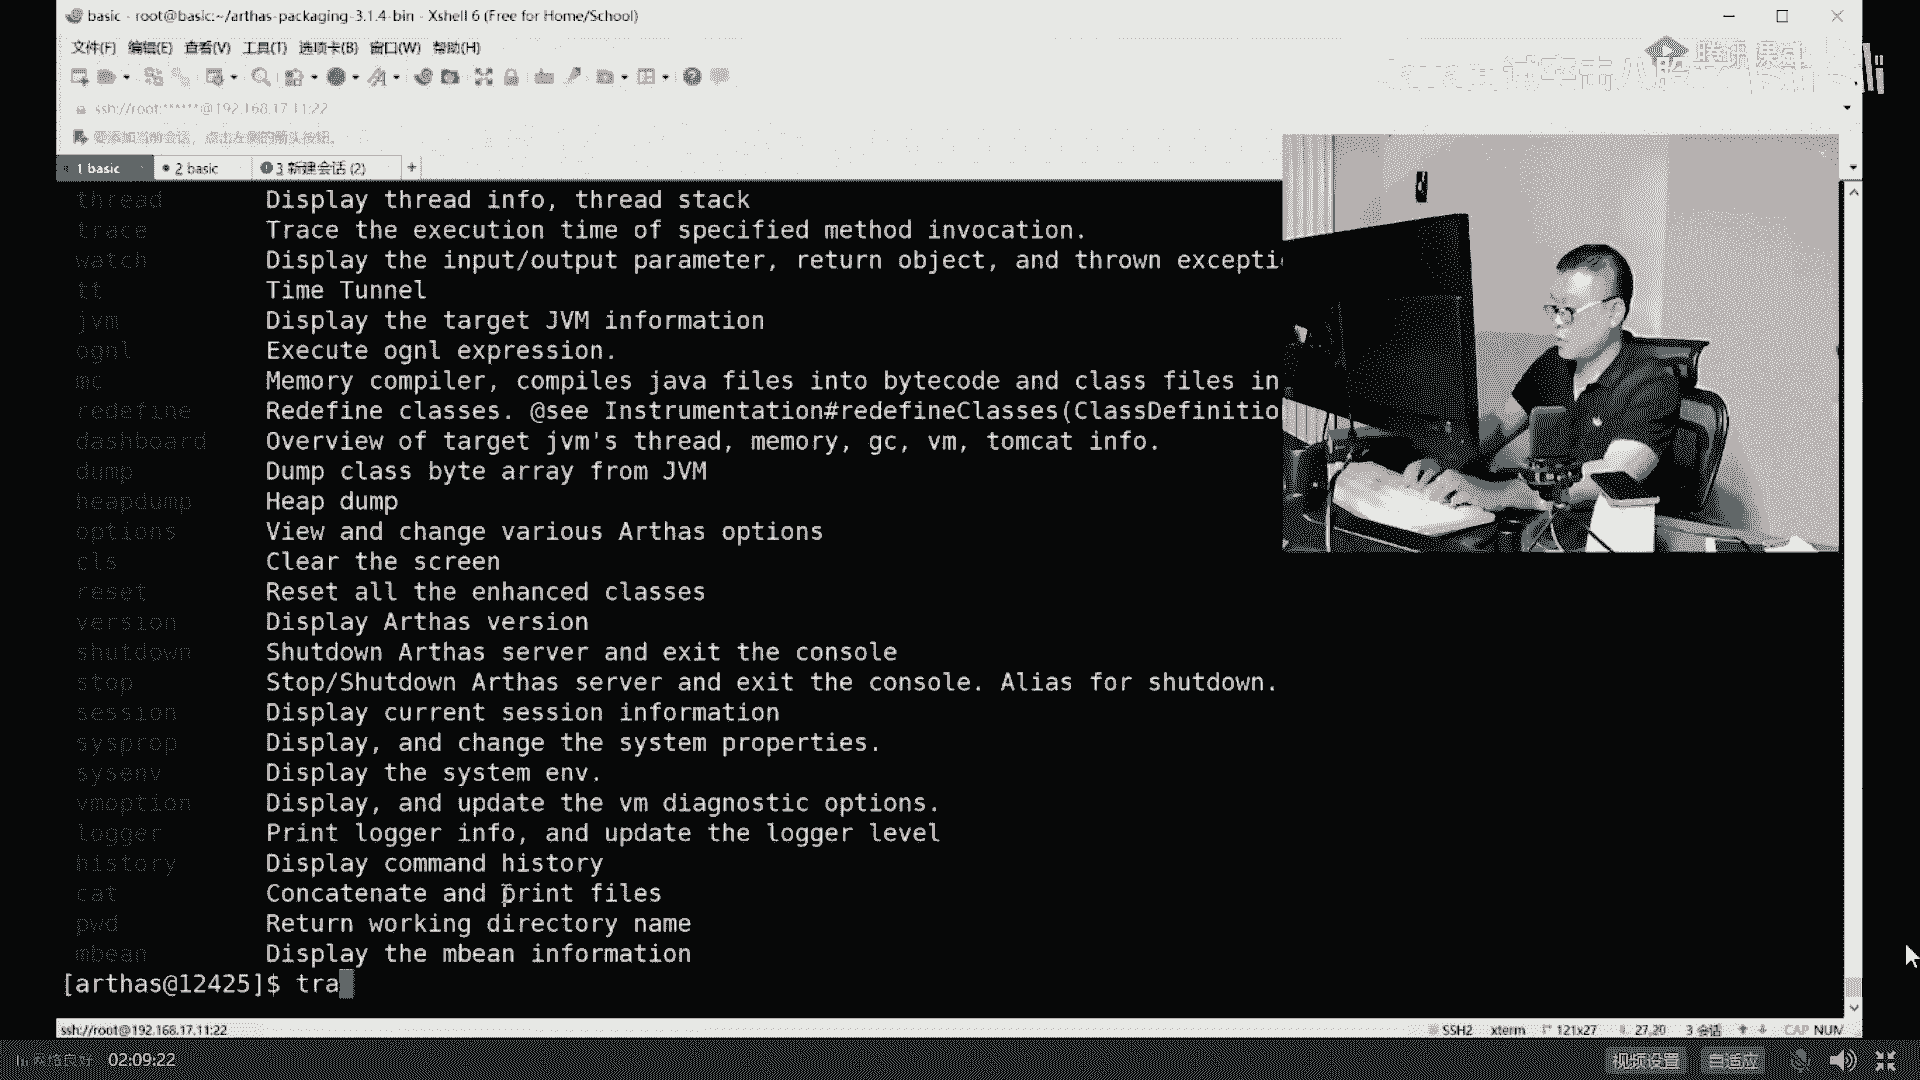 basic - root@basic:~/arthas-packaging-3.1.4-bin - Xshell 6 (Free for Home/School)
文件(F) 编辑(E) 查看(V) 工具(T) 选项卡(B) 窗口(W) 帮助(H)
ssh://root:******@192.168.17.11:22
要添加当前会话，点击左侧的箭头按钮。
1 basic 2 basic 3 新建会话 (2) +
thread Display thread info, thread stack
trace Trace the execution time of specified method invocation.
watch Display the input/output parameter, return object, and thrown excepti
tt Time Tunnel
jvm Display the target JVM information
ognl Execute ognl expression.
mc Memory compiler, compiles java files into bytecode and class files in
redefine Redefine classes. @see Instrumentation#redefineClasses(ClassDefinitio
dashboard Overview of target jvm's thread, memory, gc, vm, tomcat info.
dump Dump class byte array from JVM
heapdump Heap dump
options View and change various Arthas options
cls Clear the screen
reset Reset all the enhanced classes
version Display Arthas version
shutdown Shutdown Arthas server and exit the console
stop Stop/Shutdown Arthas server and exit the console. Alias for shutdown.
session Display current session information
sysprop Display, and change the system properties.
sysenv Display the system env.
vmoption Display, and update the vm diagnostic options.
logger Print logger info, and update the logger level
history Display command history
cat Concatenate and print files
pwd Return working directory name
mbean Display the mbean information
[arthas@12425]$ tra
ssh://root@192.168.17.11:22 SSH2 xterm 121x27 27,20 3 会话 CAP NUM
网络良好 02:09:22 视频设置 自适应